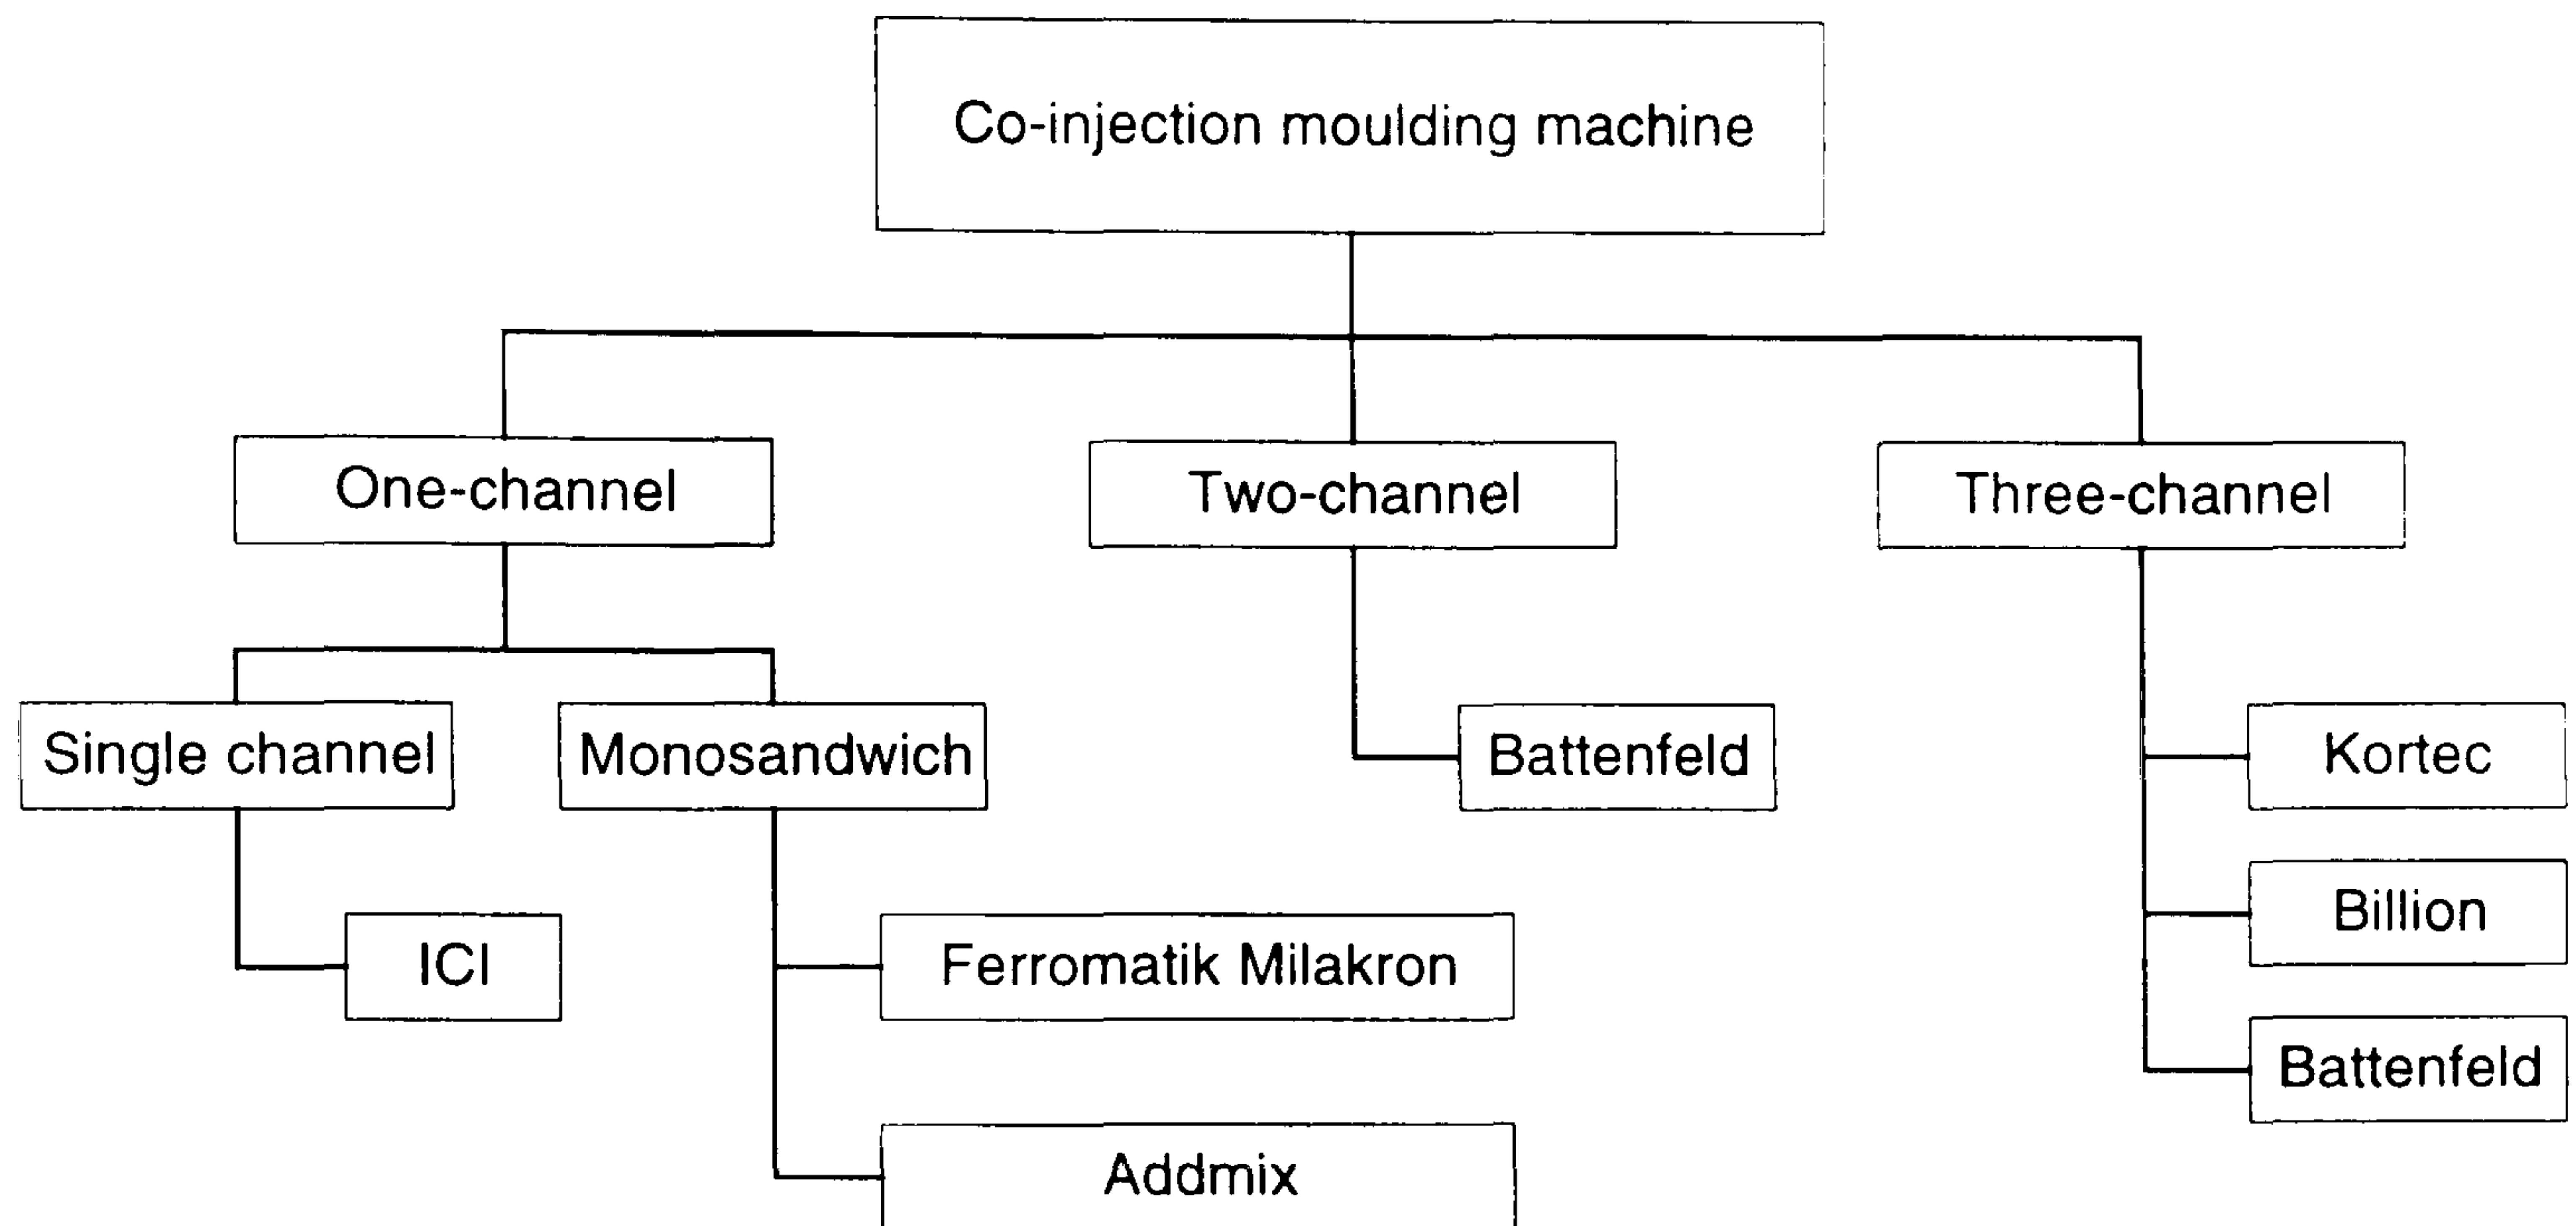 Co-injection moulding machine
One-channel
Two-channel
Three-channel
Single channel
Monosandwich
Battenfeld
Kortec
Billion
ICI
Ferromatik Milakron
Battenfeld
Addmix